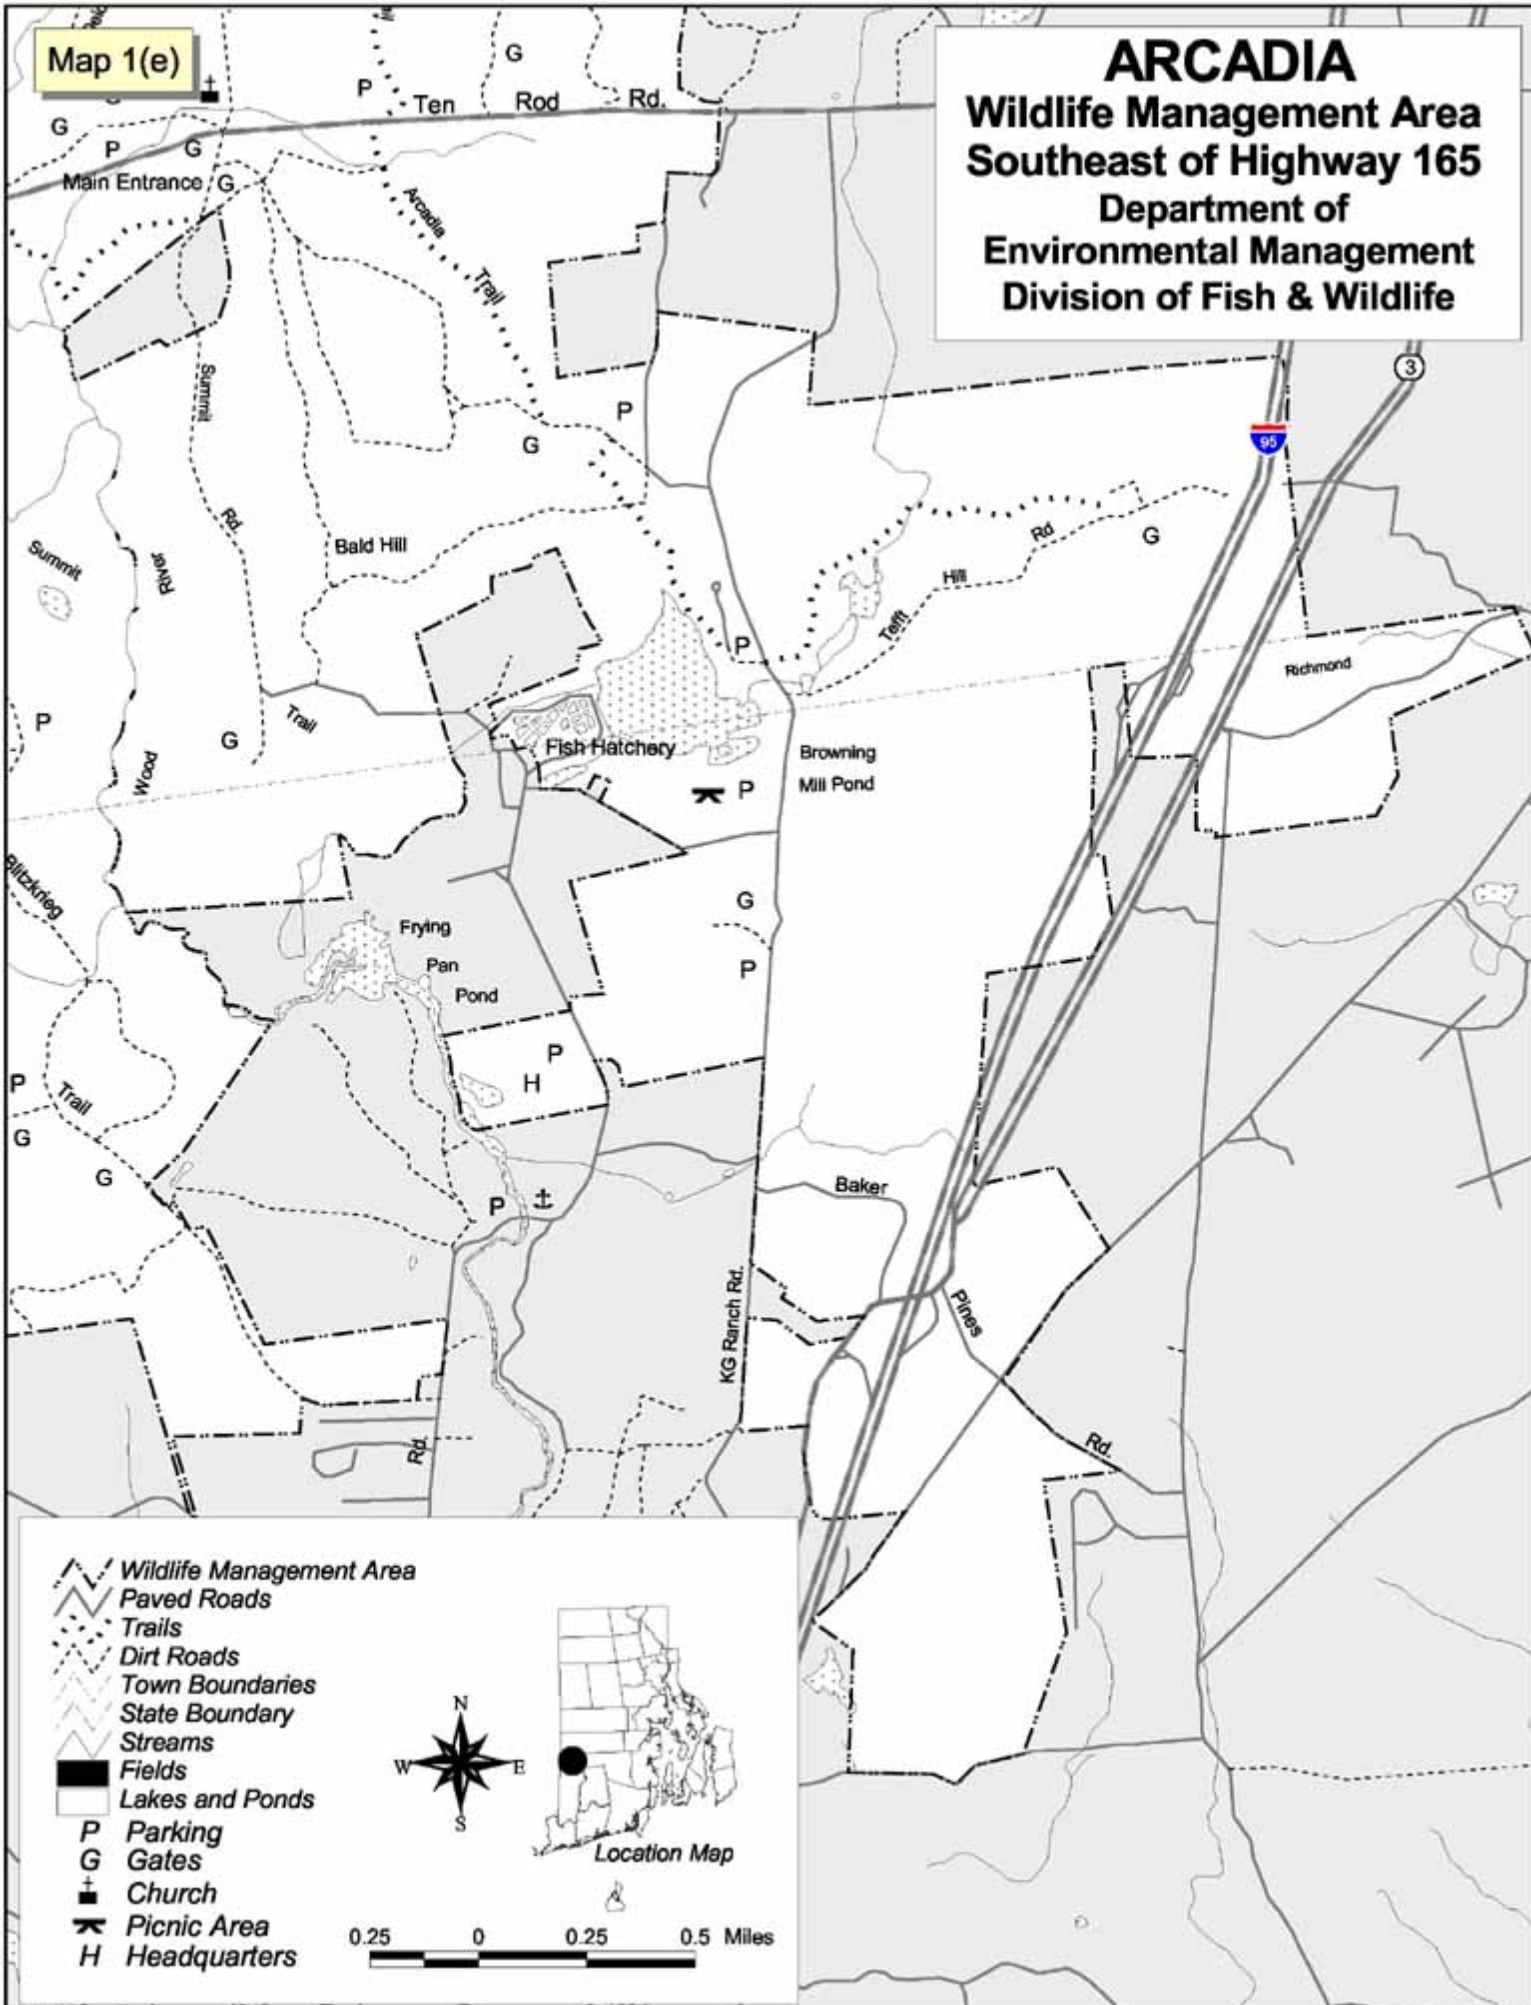 Map 1(e)
ARCADIA
Wildlife Management Area
Southeast of Highway 165
Department of
Environmental Management
Division of Fish & Wildlife
G
P
Ten Rod Rd.
G
P
G
Main Entrance
G
Arcadia
Trail
3
95
Summit
Rd.
P
G
Bald Hill
Summit
River
Wood
G
Rd
Hill
Tefft
P
Richmond
P
G
Trail
Fish Hatchery
Browning
Mill Pond
P
Blitzkrieg
Trail
G
P
Frying
Pan
Pond
P
H
P
G
G
P
Baker
Pines
Rd.
KG Ranch Rd.
Rd.
Wildlife Management Area
Paved Roads
Trails
Dirt Roads
Town Boundaries
State Boundary
Streams
Fields
Lakes and Ponds
P Parking
G Gates
Church
Picnic Area
H Headquarters
N
W
E
S
Location Map
0.25 0 0.25 0.5 Miles